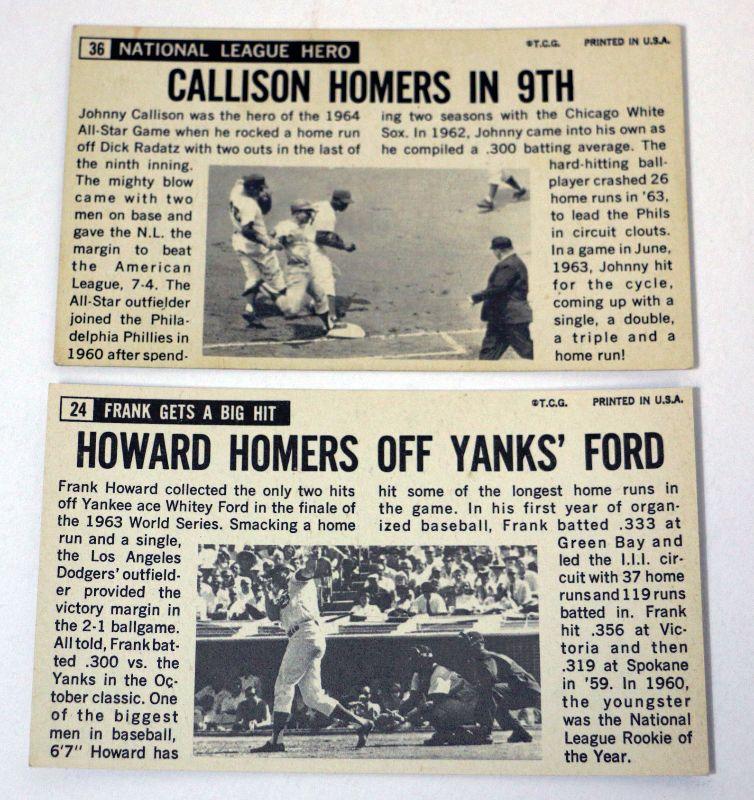 36 NATIONAL LEAGUE HERO
©T.C.G. PRINTED IN U.S.A.
CALLISON HOMERS IN 9TH
Johnny Callison was the hero of the 1964
All-Star Game when he rocked a home run
off Dick Radatz with two outs in the last of
the ninth inning.
The mighty blow
came with two
men on base and
gave the N.L. the
margin to beat
the American
League, 7-4. The
All-Star outfielder
joined the Phila-
delphia Phillies in
1960 after spend-
ing two seasons with the Chicago White
Sox. In 1962, Johnny came into his own as
he compiled a .300 batting average. The
hard-hitting ball-
player crashed 26
home runs in '63,
to lead the Phils
in circuit clouts.
In a game in June,
1963, Johnny hit
for the cycle,
coming up with a
single, a double,
a triple and a
home run!
24 FRANK GETS A BIG HIT
©T.C.G. PRINTED IN U.S.A.
HOWARD HOMERS OFF YANKS' FORD
Frank Howard collected the only two hits
off Yankee ace Whitey Ford in the finale of
the 1963 World Series. Smacking a home
run and a single,
the Los Angeles
Dodgers' outfield-
er provided the
victory margin in
the 2-1 ballgame.
All told, Frank bat-
ted .300 vs. the
Yanks in the Oc-
tober classic. One
of the biggest
men in baseball,
6'7" Howard has
hit some of the longest home runs in
the game. In his first year of organ-
ized baseball, Frank batted .333 at
Green Bay and
led the I.I.I. cir-
cuit with 37 home
runs and 119 runs
batted in. Frank
hit .356 at Vic-
toria and then
.319 at Spokane
in '59. In 1960,
the youngster
was the National
League Rookie of
the Year.